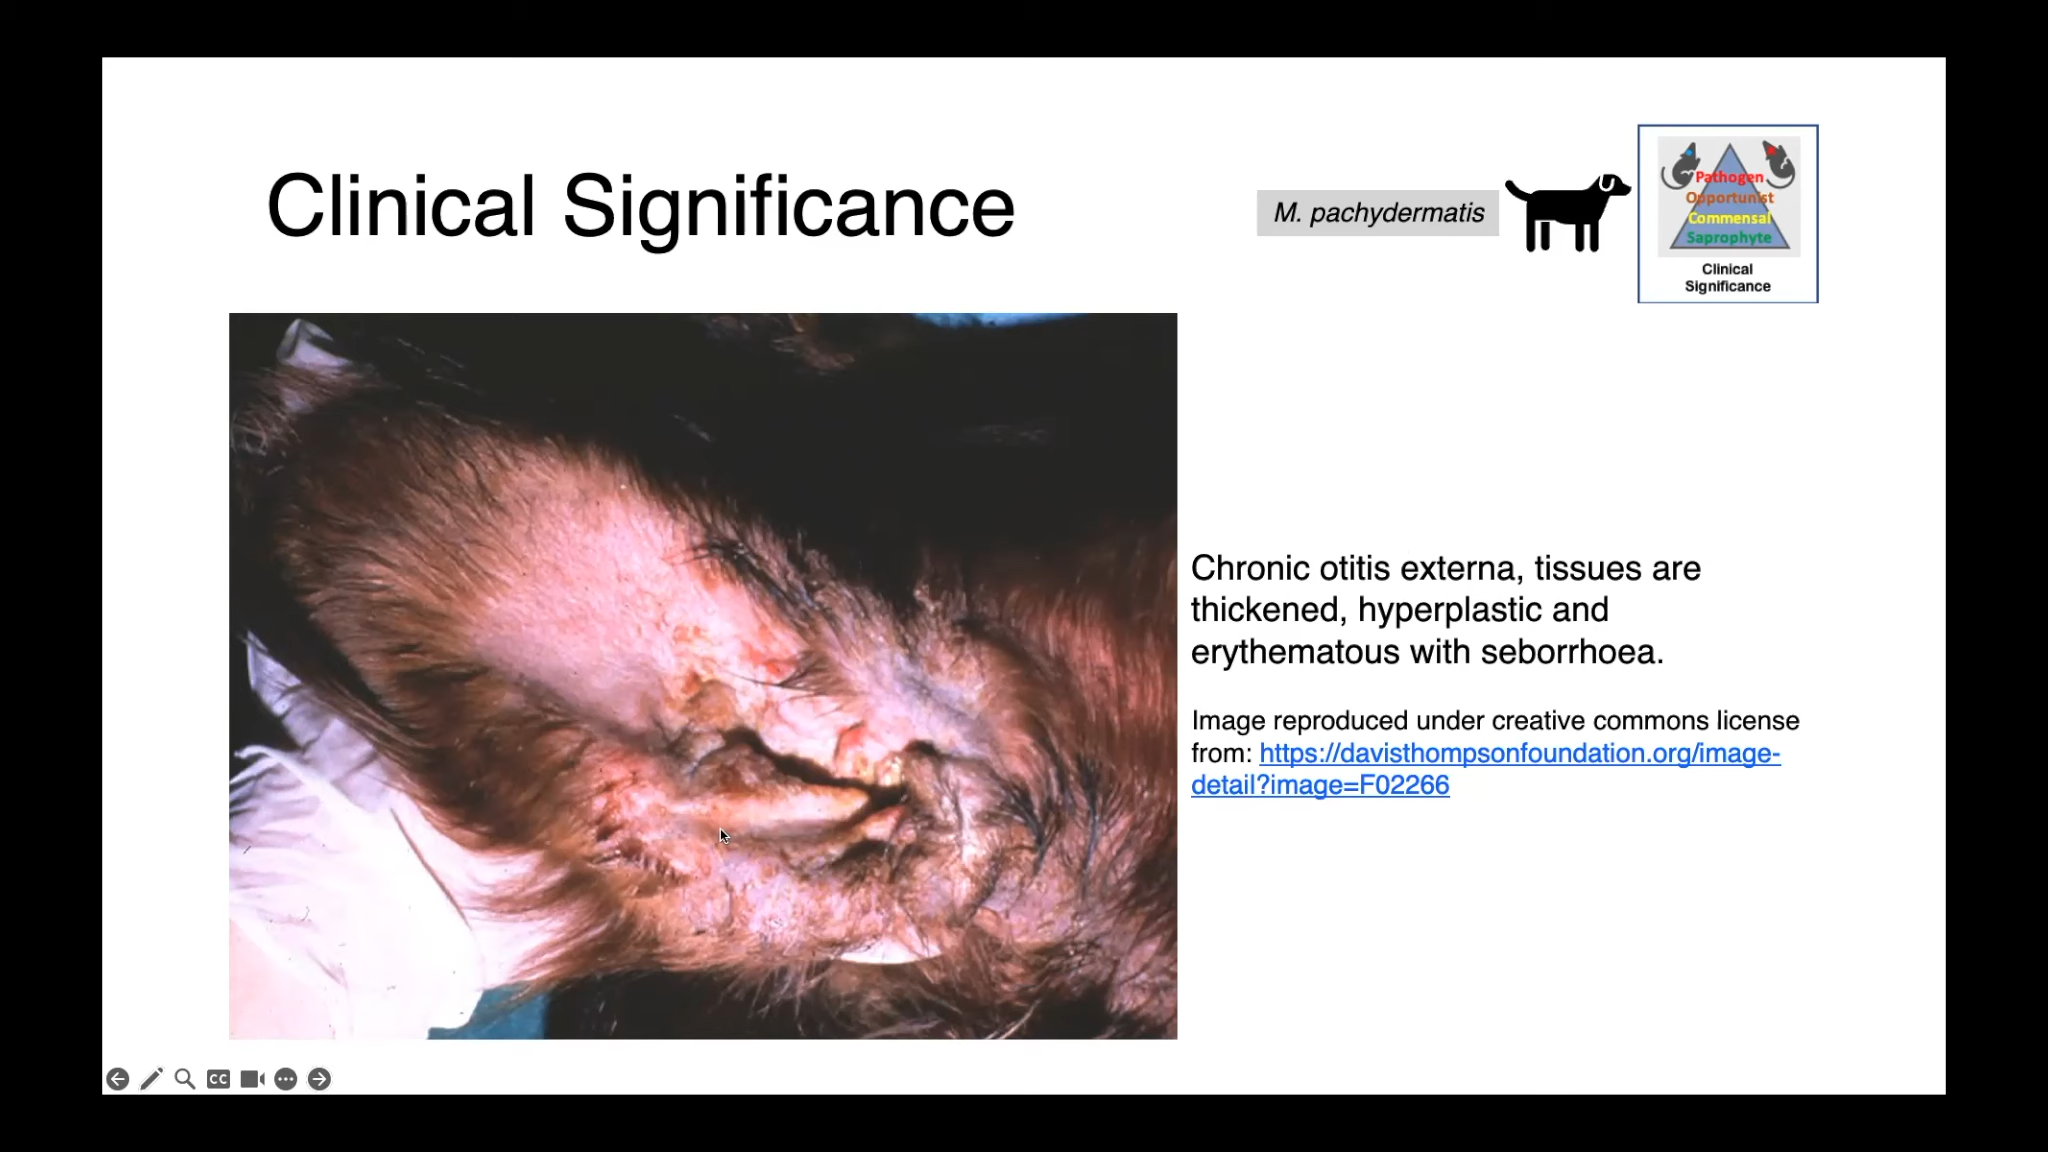 Clinical Significance
M. pachydermatis
Pathogen
Opportunist
Commensal
Saprophyte
Clinical
Significance
Chronic otitis externa, tissues are
thickened, hyperplastic and
erythematous with seborrhoea.
Image reproduced under creative commons license
from: https://davisthompsonfoundation.org/image-
detail?image=F02266
CC